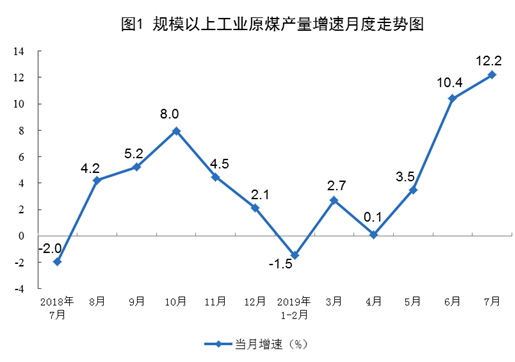 图1 规模以上工业原煤产量增速月度走势图
14
12
10
8
6
4
2
0
-2
-4
-2.0
4.2
5.2
8.0
4.5
2.1
-1.5
2.7
0.1
3.5
10.4
12.2
2018年
7月
8月
9月
10月
11月
12月
2019年
1-2月
3月
4月
5月
6月
7月
当月增速（%）